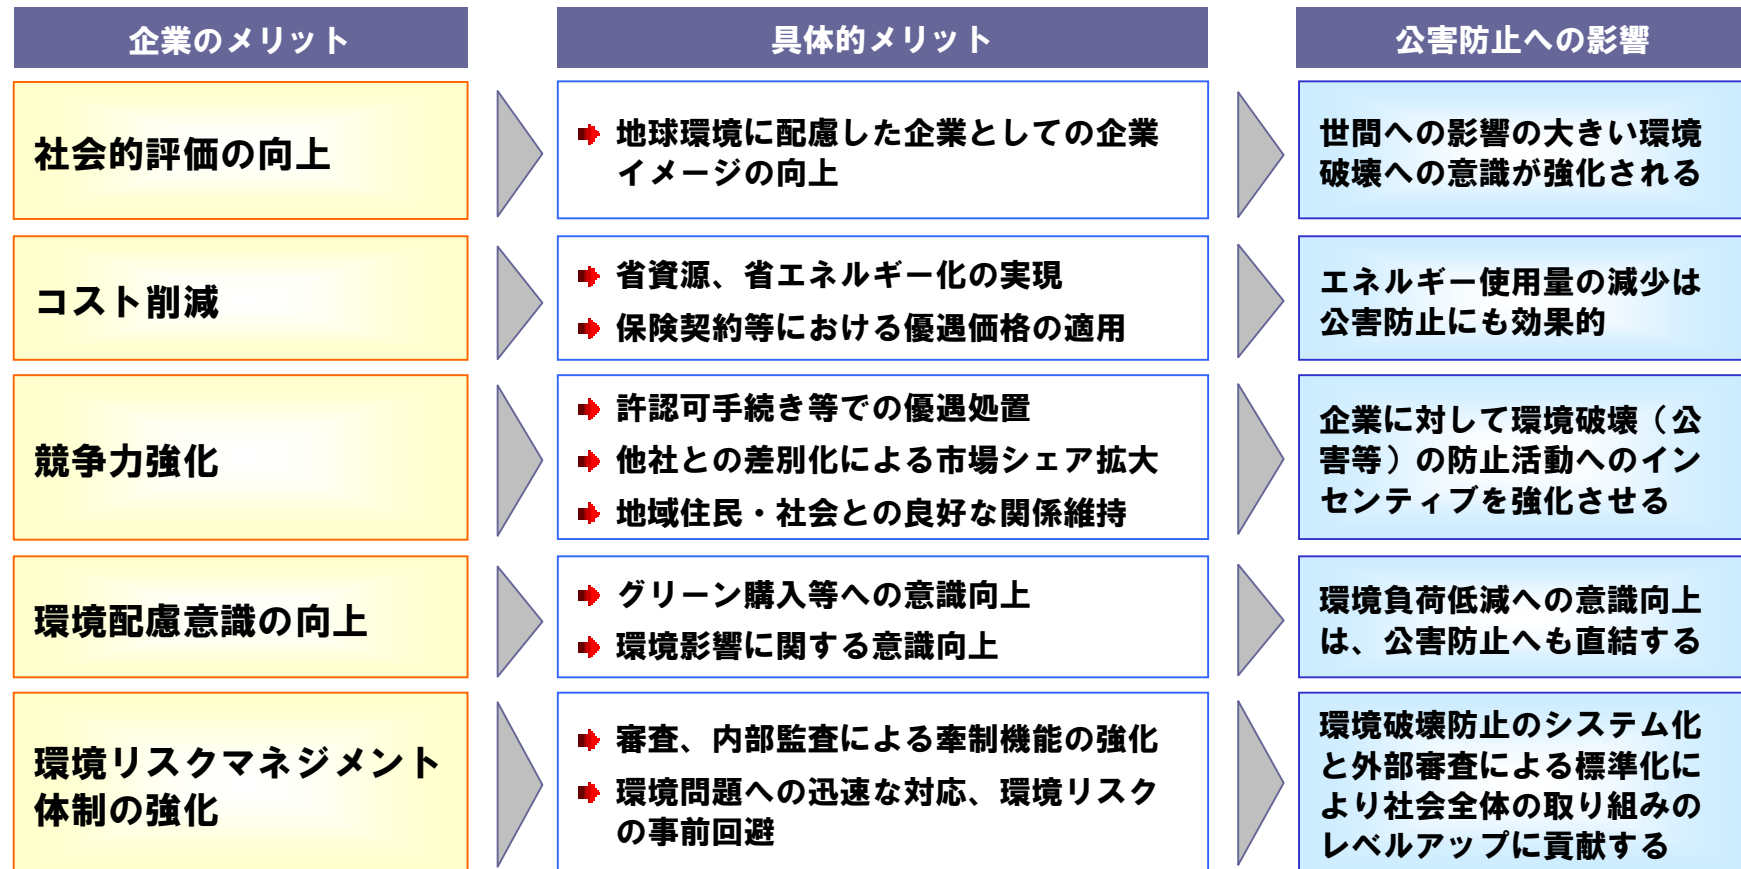 企業のメリット
具体的メリット
公害防止への影響
社会的評価の向上
地球環境に配慮した企業としての企業
イメージの向上
世間への影響の大きい環境
破壊への意識が強化される
コスト削減
省資源、省エネルギー化の実現
保険契約等における優遇価格の適用
エネルギー使用量の減少は
公害防止にも効果的
競争力強化
許認可手続き等での優遇処置
他社との差別化による市場シェア拡大
地域住民・社会との良好な関係維持
企業に対して環境破壊（公
害等）の防止活動へのイン
センティブを強化させる
環境配慮意識の向上
グリーン購入等への意識向上
環境影響に関する意識向上
環境負荷低減への意識向上
は、公害防止へも直結する
環境リスクマネジメント
体制の強化
審査、内部監査による牽制機能の強化
環境問題への迅速な対応、環境リスク
の事前回避
環境破壊防止のシステム化
と外部審査による標準化に
より社会全体の取り組みの
レベルアップに貢献する